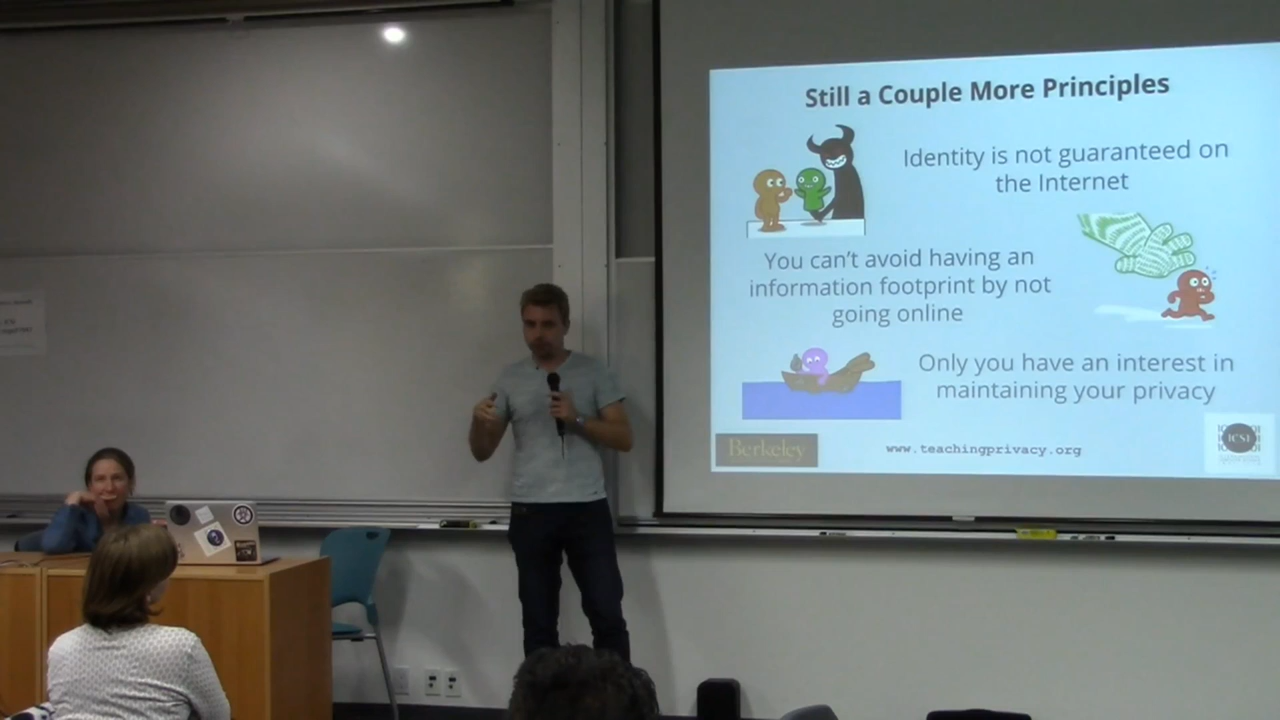 Still a Couple More Principles
Identity is not guaranteed on
the Internet
You can't avoid having an
information footprint by not
going online
Only you have an interest in
maintaining your privacy
Berkeley
www.teachingprivacy.org
ICSI